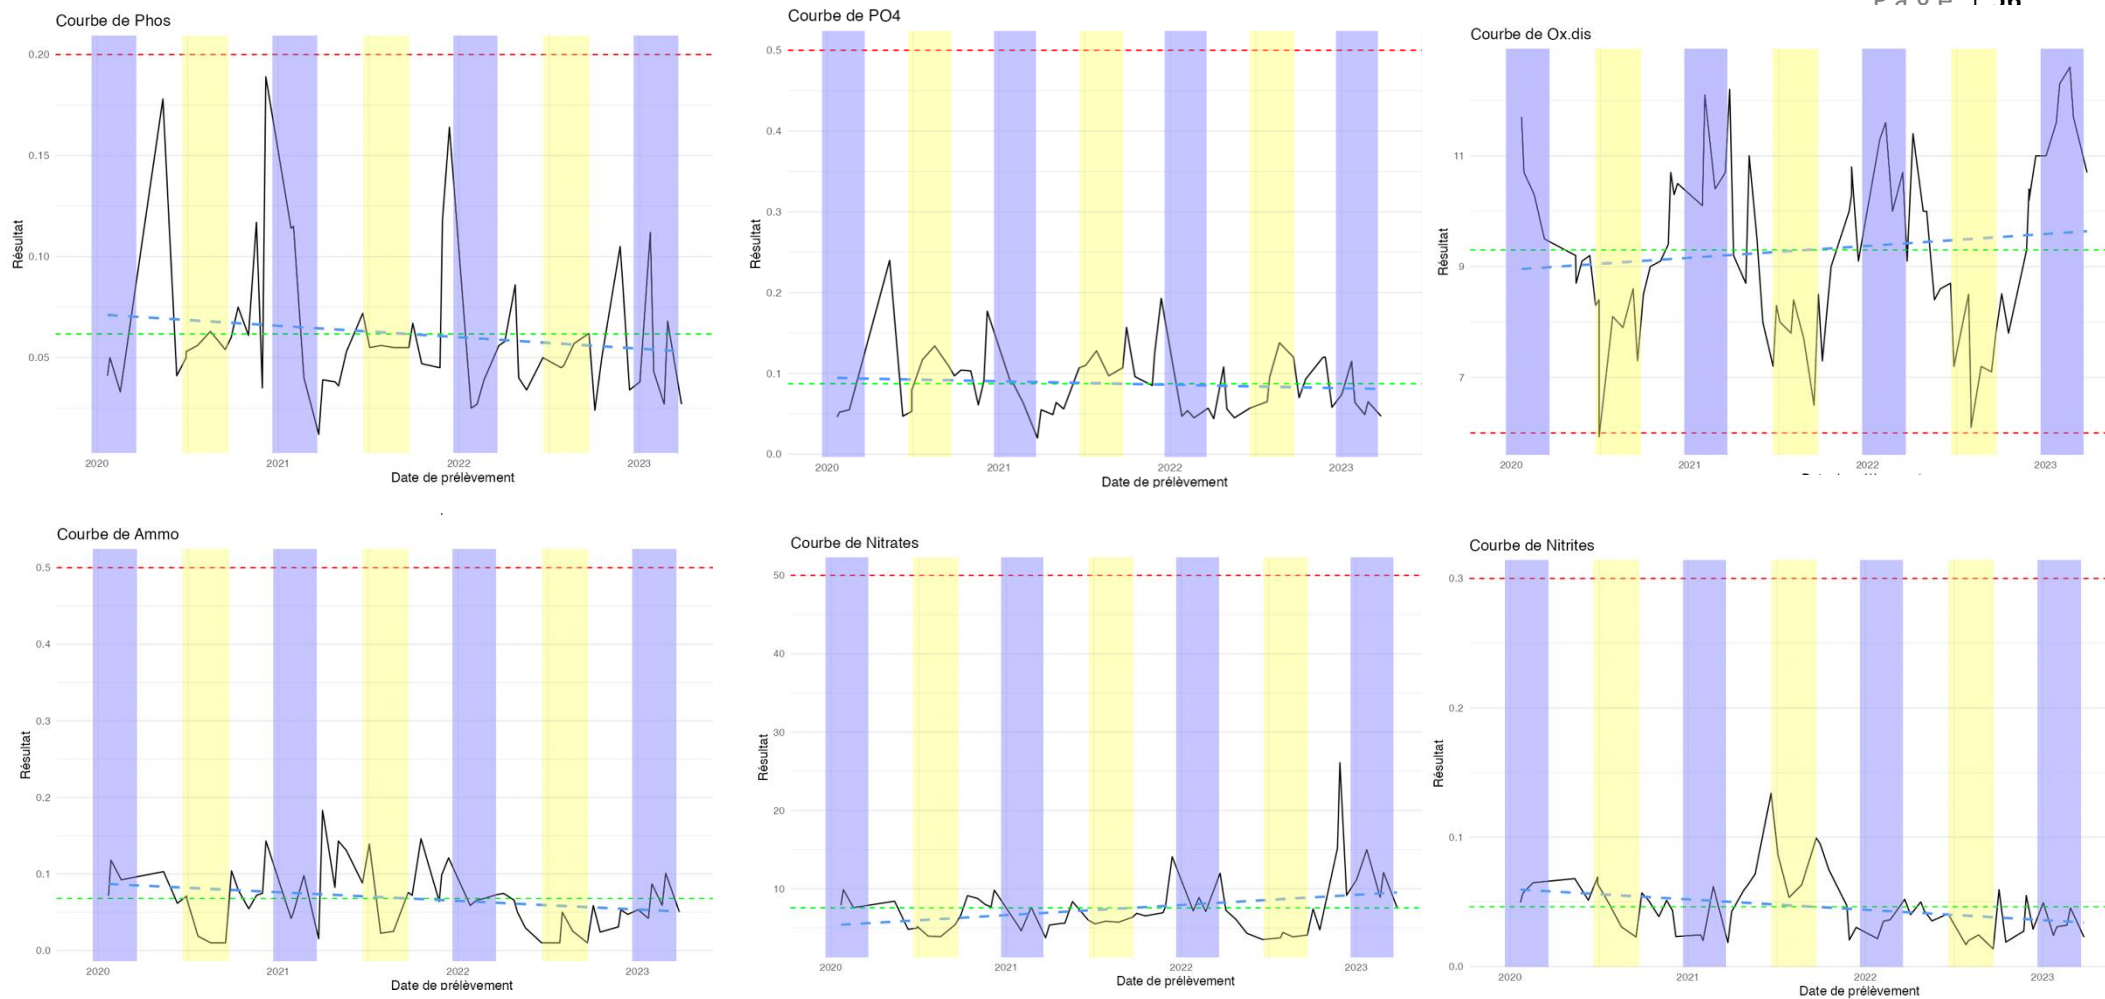 Page | 56
Courbe de Phos
0.20
0.15
0.10
0.05
Résultat
2020 2021 2022 2023
Date de prélèvement
Courbe de PO4
0.5
0.4
0.3
0.2
0.1
0.0
Résultat
2020 2021 2022 2023
Date de prélèvement
Courbe de Ox.dis
11
9
7
Résultat
2020 2021 2022 2023
Courbe de Ammo
0.5
0.4
0.3
0.2
0.1
0.0
Résultat
2020 2021 2022 2023
Date de prélèvement
Courbe de Nitrates
50
40
30
20
10
Résultat
2020 2021 2022 2023
Date de prélèvement
Courbe de Nitrites
0.3
0.2
0.1
0.0
Résultat
2020 2021 2022 2023
Date de prélèvement